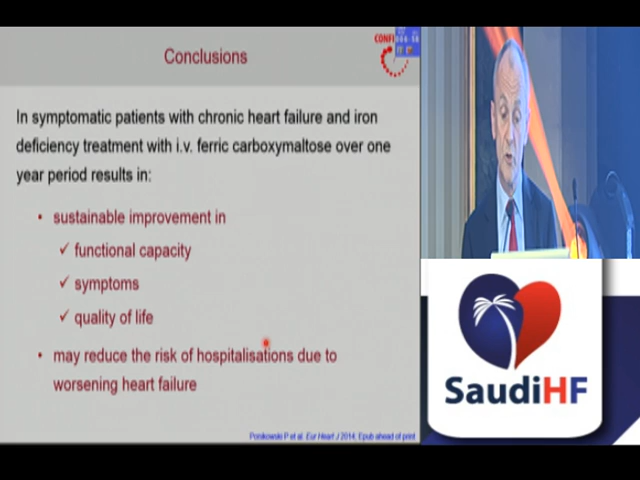 Conclusions
CONFI
In symptomatic patients with chronic heart failure and iron
deficiency treatment with i.v. ferric carboxymaltose over one
year period results in:
• sustainable improvement in
✓ functional capacity
✓ symptoms
✓ quality of life
• may reduce the risk of hospitalisations due to
worsening heart failure
Ponikowski P et al. Eur Heart J 2014; Epub ahead of print
SaudiHF